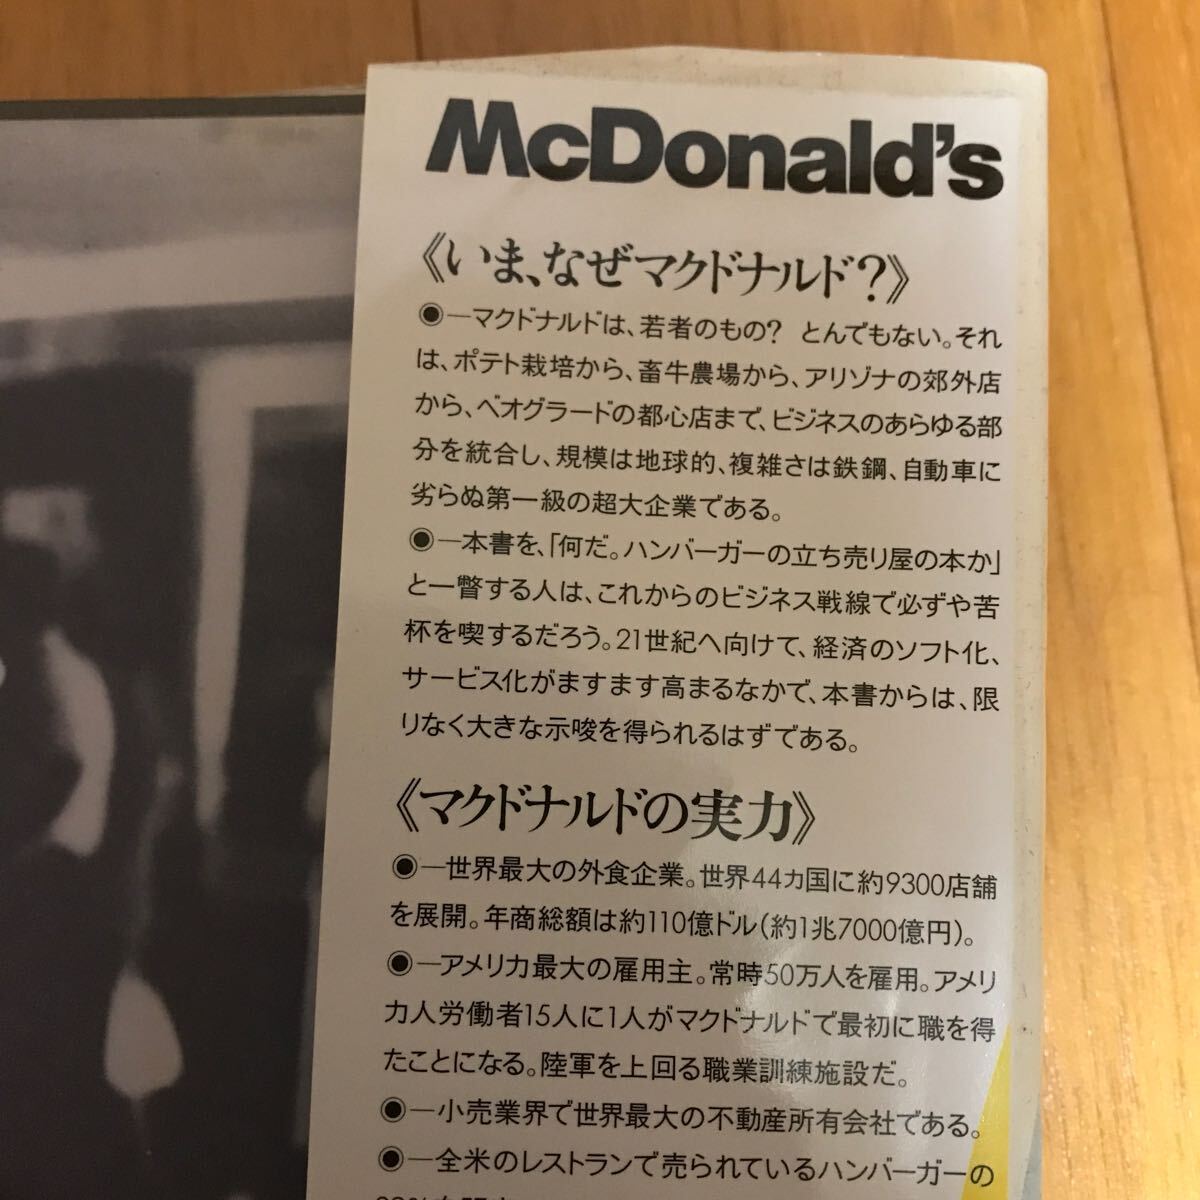 McDonald's
《いま、なぜマクドナルド?》
◉―マクドナルドは、若者のもの? とんでもない。それ
は、ポテト栽培から、畜牛農場から、アリゾナの郊外店
から、ベオグラードの都心店まで、ビジネスのあらゆる部
分を統合し、規模は地球的、複雑さは鉄鋼、自動車に
劣らぬ第一級の超大企業である。
◉―本書を、「何だ。ハンバーガーの立ち売り屋の本か」
と一瞥する人は、これからのビジネス戦線で必ずや苦
杯を喫するだろう。21世紀へ向けて、経済のソフト化、
サービス化がますます高まるなかで、本書からは、限
りなく大きな示唆を得られるはずである。
《マクドナルドの実力》
◉―世界最大の外食企業。世界44カ国に約9300店舗
を展開。年商総額は約110億ドル(約1兆7000億円)。
◉―アメリカ最大の雇用主。常時50万人を雇用。アメリ
カ人労働者15人に1人がマクドナルドで最初に職を得
たことになる。陸軍を上回る職業訓練施設だ。
◉―小売業界で世界最大の不動産所有会社である。
◉―全米のレストランで売られているハンバーガーの